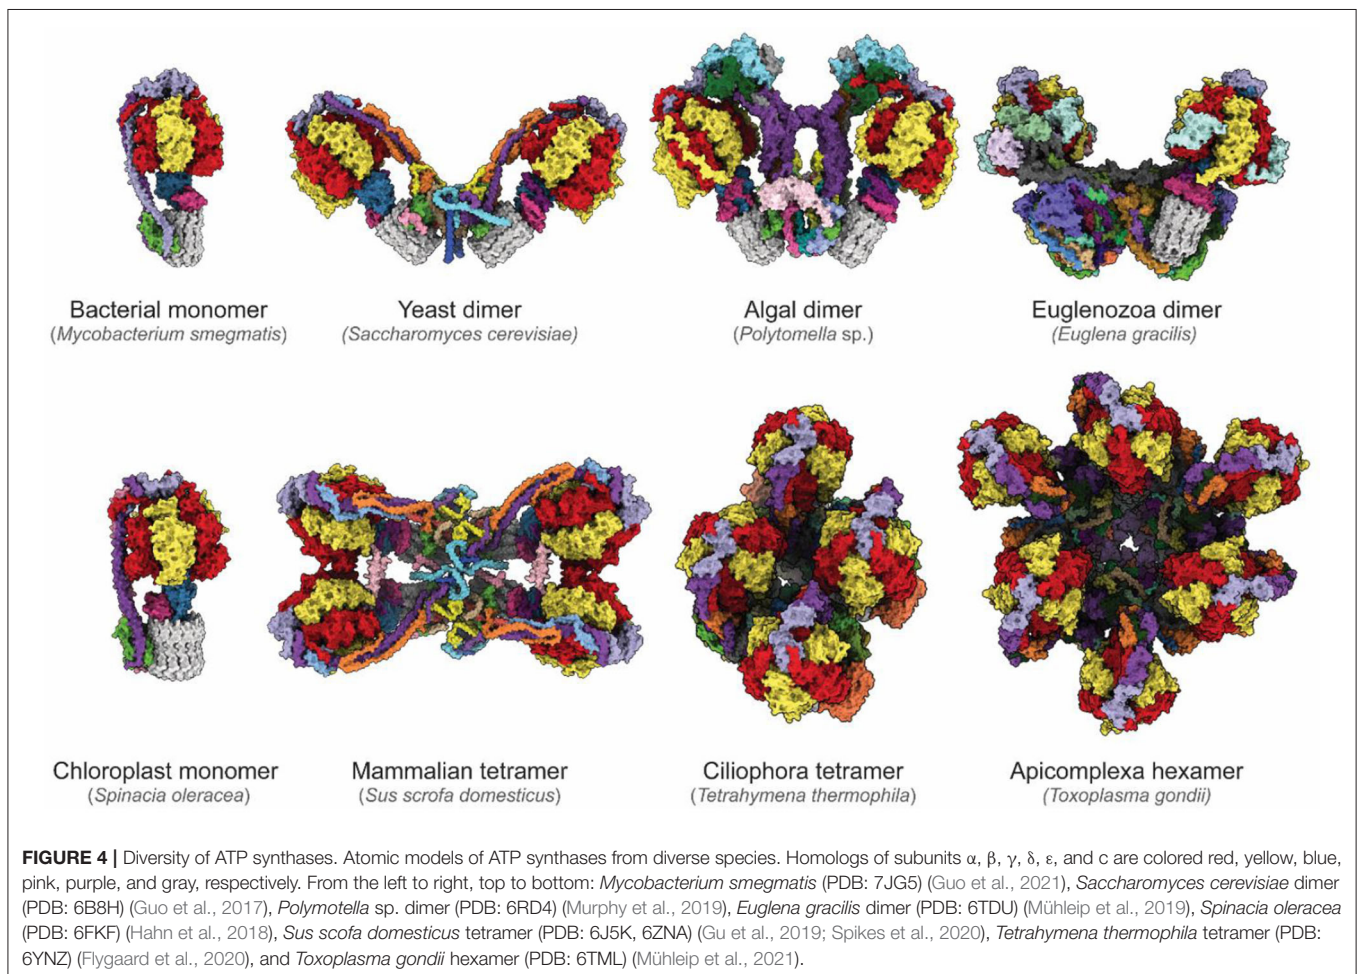 Bacterial monomer
(Mycobacterium smegmatis)
Yeast dimer
(Saccharomyces cerevisiae)
Algal dimer
(Polytomella sp.)
Euglenozoa dimer
(Euglena gracilis)
Chloroplast monomer
(Spinacia oleracea)
Mammalian tetramer
(Sus scrofa domesticus)
Ciliophora tetramer
(Tetrahymena thermophila)
Apicomplexa hexamer
(Toxoplasma gondii)
FIGURE 4 | Diversity of ATP synthases. Atomic models of ATP synthases from diverse species. Homologs of subunits α, β, γ, δ, ε, and c are colored red, yellow, blue,
pink, purple, and gray, respectively. From the left to right, top to bottom: Mycobacterium smegmatis (PDB: 7JG5) (Guo et al., 2021), Saccharomyces cerevisiae dimer
(PDB: 6B8H) (Guo et al., 2017), Polymotella sp. dimer (PDB: 6RD4) (Murphy et al., 2019), Euglena gracilis dimer (PDB: 6TDU) (Mühleip et al., 2019), Spinacia oleracea
(PDB: 6FKF) (Hahn et al., 2018), Sus scofa domesticus tetramer (PDB: 6J5K, 6ZNA) (Gu et al., 2019; Spikes et al., 2020), Tetrahymena thermophila tetramer (PDB:
6YNZ) (Flygaard et al., 2020), and Toxoplasma gondii hexamer (PDB: 6TML) (Mühleip et al., 2021).